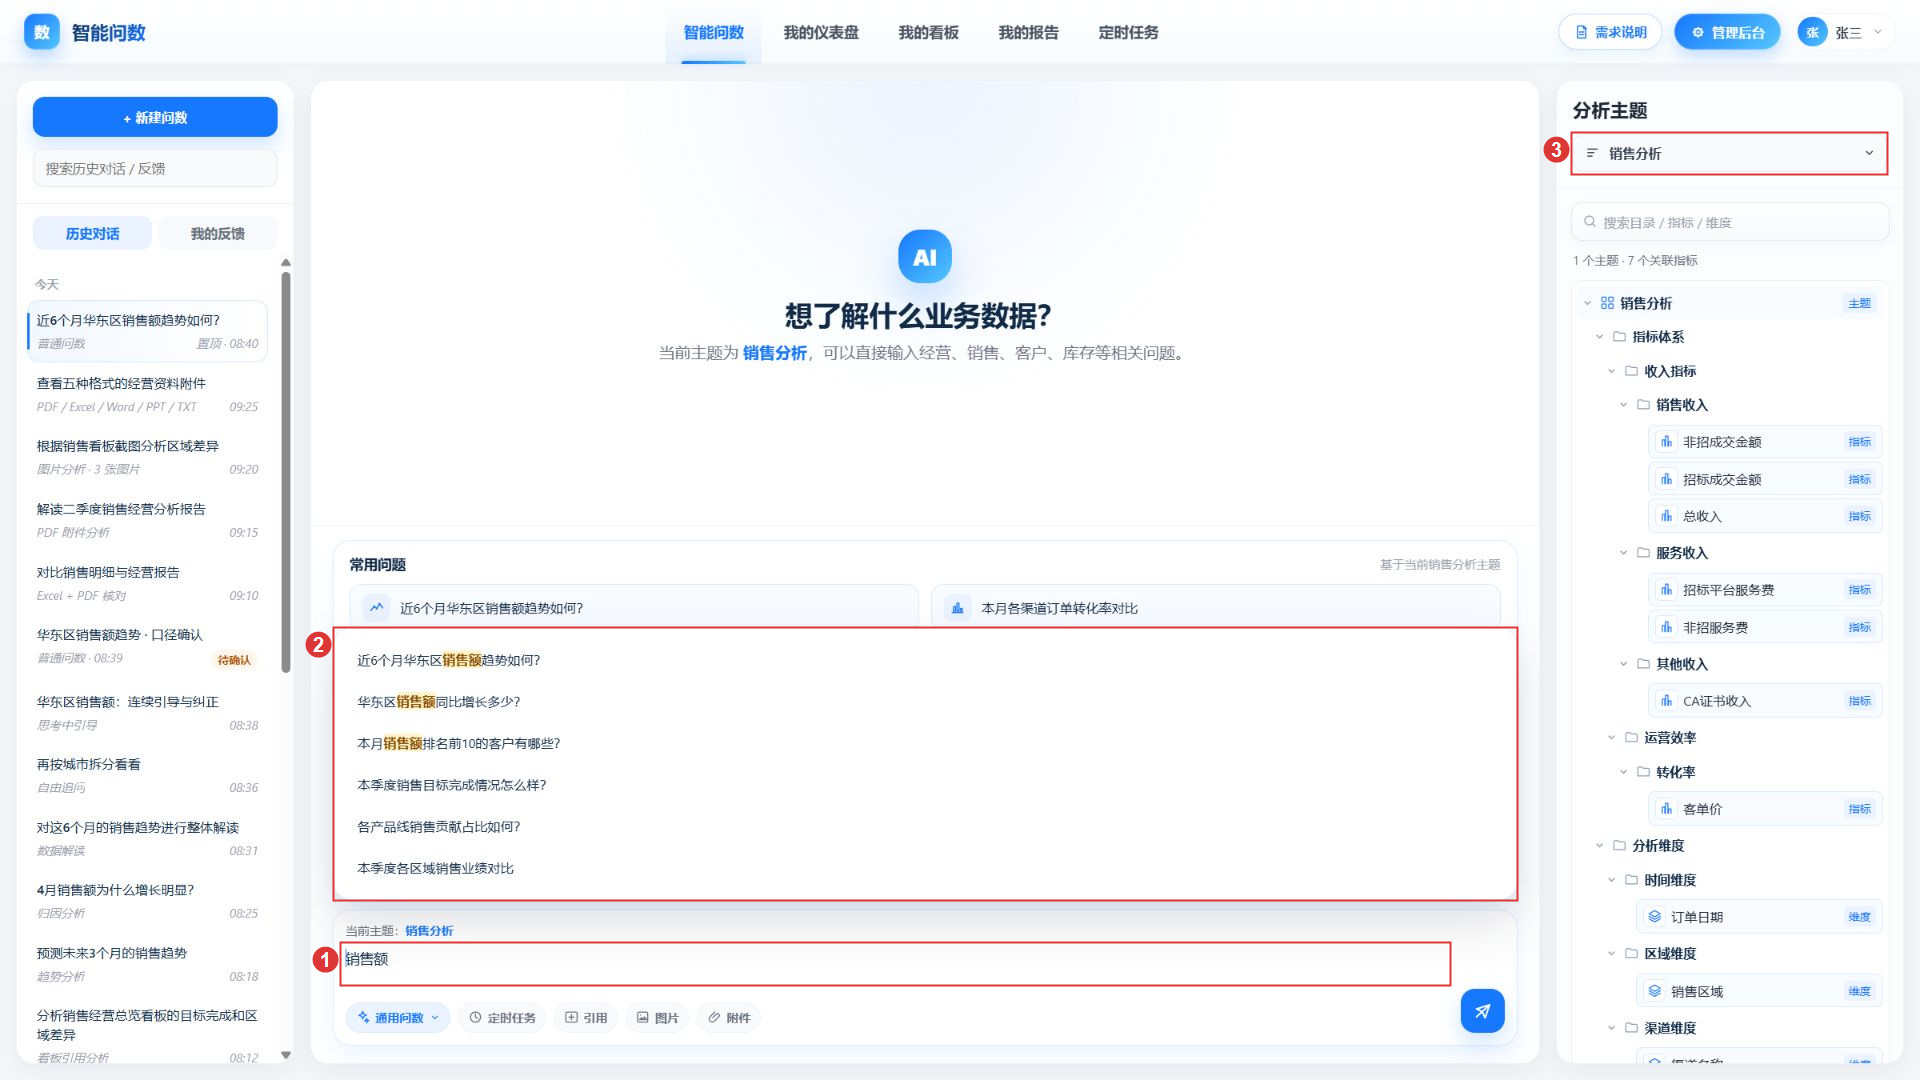 数 智能问数
智能问数 我的仪表盘 我的看板 我的报告 定时任务
需求说明 管理后台 张 张三
+ 新建问数
搜索历史对话 / 反馈
历史对话 我的反馈
今天
近6个月华东区销售额趋势如何?
普通问数 置顶 · 08:40
查看五种格式的经营资料附件
PDF / Excel / Word / PPT / TXT 09:25
根据销售看板截图分析区域差异
图片分析 · 3 张图片 09:20
解读二季度销售经营分析报告
PDF 附件分析 09:15
对比销售明细与经营报告
Excel + PDF 核对 09:10
华东区销售额趋势 · 口径确认
普通问数 · 08:39 待确认
华东区销售额：连续引导与纠正
思考中引导 08:38
再按城市拆分看看
自由追问 08:36
对这6个月的销售趋势进行整体解读
数据解读 08:31
4月销售额为什么增长明显?
归因分析 08:25
预测未来3个月的销售趋势
趋势分析 08:18
分析销售经营总览看板的目标完成和区
域差异
看板引用分析 08:12
AI
想了解什么业务数据?
当前主题为 销售分析，可以直接输入经营、销售、客户、库存等相关问题。
常用问题 基于当前销售分析主题
近6个月华东区销售额趋势如何? 本月各渠道订单转化率对比
2
近6个月华东区销售额趋势如何?
华东区销售额同比增长多少?
本月销售额排名前10的客户有哪些?
本季度销售目标完成情况怎么样?
各产品线销售贡献占比如何?
本季度各区域销售业绩对比
当前主题： 销售分析
1 销售额
通用问数 定时任务 引用 图片 附件
分析主题
3 销售分析
搜索目录 / 指标 / 维度
1 个主题 · 7 个关联指标
销售分析 主题
指标体系
收入指标
销售收入
非招成交金额 指标
招标成交金额 指标
总收入 指标
服务收入
招标平台服务费 指标
非招服务费 指标
其他收入
CA证书收入 指标
运营效率
转化率
客单价 指标
分析维度
时间维度
订单日期 维度
区域维度
销售区域 维度
渠道维度